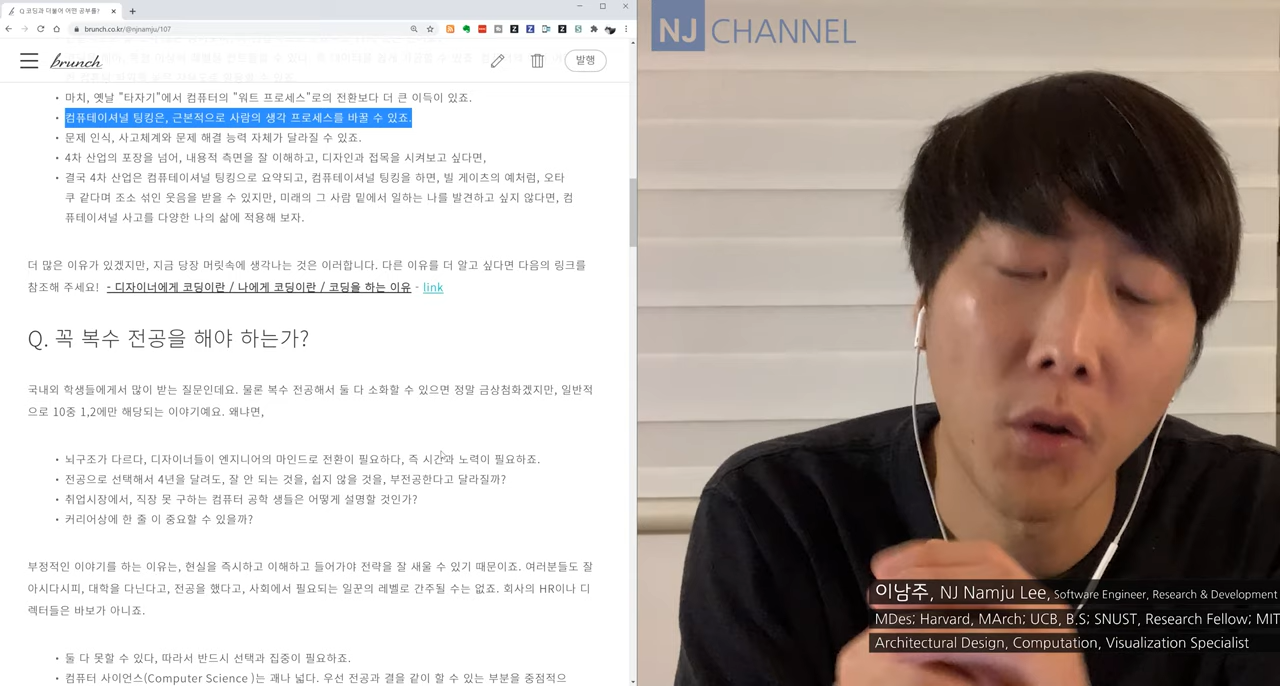 Q 코딩과 더불어 어떤 공부를?
brunch.co.kr/@njnamju/107
brunch
발행
마치, 옛날 "타자기"에서 컴퓨터의 "워트 프로세스"로의 전환보다 더 큰 이득이 있죠.
컴퓨테이셔널 팅킹은, 근본적으로 사람의 생각 프로세스를 바꿀 수 있죠.
문제 인식, 사고체계와 문제 해결 능력 자체가 달라질 수 있죠.
4차 산업의 포장을 넘어, 내용적 측면을 잘 이해하고, 디자인과 접목을 시켜보고 싶다면,
결국 4차 산업은 컴퓨테이셔널 팅킹으로 요약되고, 컴퓨테이셔널 팅킹을 하면, 빌 게이츠의 예처럼, 오타
쿠 같다며 조소 섞인 웃음을 받을 수 있지만, 미래의 그 사람 밑에서 일하는 나를 발견하고 싶지 않다면, 컴
퓨테이셔널 사고를 다양한 나의 삶에 적용해 보자.
더 많은 이유가 있겠지만, 지금 당장 머릿속에 생각나는 것은 이러합니다. 다른 이유를 더 알고 싶다면 다음의 링크를
참조해 주세요! - 디자이너에게 코딩이란 / 나에게 코딩이란 / 코딩을 하는 이유 - link
Q. 꼭 복수 전공을 해야 하는가?
국내외 학생들에게서 많이 받는 질문인데요. 물론 복수 전공해서 둘 다 소화할 수 있으면 정말 금상첨화겠지만, 일반적
으로 10중 1,2에만 해당되는 이야기예요. 왜냐면,
뇌구조가 다르다, 디자이너들이 엔지니어의 마인드로 전환이 필요하다, 즉 시간과 노력이 필요하죠.
전공으로 선택해서 4년을 달려도, 잘 안 되는 것을, 쉽지 않을 것을, 부전공한다고 달라질까?
취업시장에서, 직장 못 구하는 컴퓨터 공학 생들은 어떻게 설명할 것인가?
커리어상에 한 줄 이 중요할 수 있을까?
부정적인 이야기를 하는 이유는, 현실을 즉시하고 이해하고 들어가야 전략을 잘 새울 수 있기 때문이죠. 여러분들도 잘
아시다시피, 대학을 다닌다고, 전공을 했다고, 사회에서 필요되는 일꾼의 레벨로 간주될 수는 없죠. 회사의 HR이나 디
렉터들은 바보가 아니죠.
둘 다 못할 수 있다, 따라서 반드시 선택과 집중이 필요하죠.
컴퓨터 사이언스(Computer Science )는 괘나 넓다. 우선 전공과 결을 같이 할 수 있는 부분을 중점적으
NJ CHANNEL
이남주, NJ Namju Lee, Software Engineer, Research & Development
MDes; Harvard, MArch; UCB, B.S; SNUST, Research Fellow; MIT
Architectural Design, Computation, Visualization Specialist